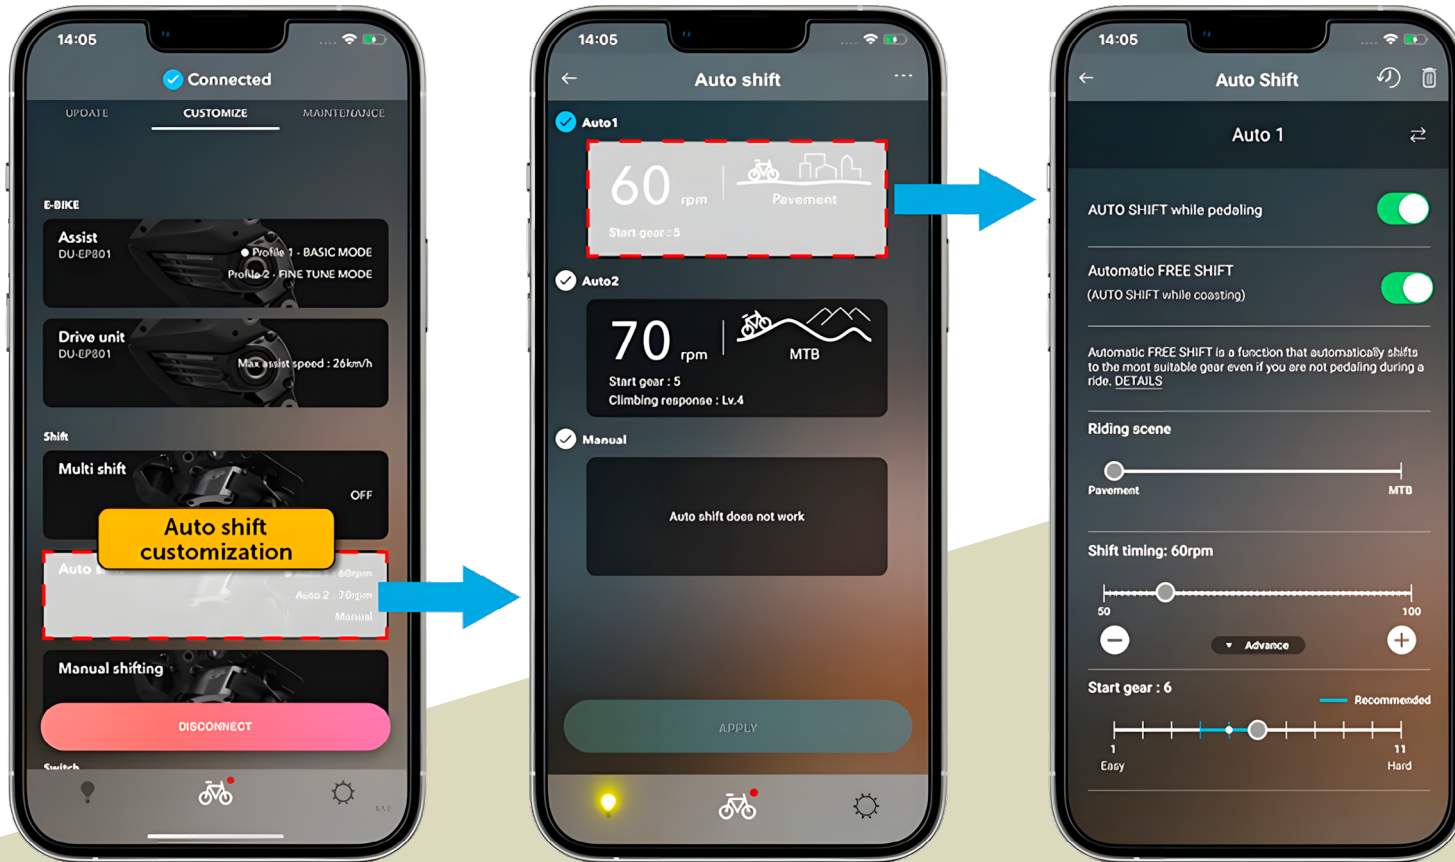 14:05
Connected
UPDATE CUSTOMIZE MAINTENANCE
E-BIKE
Assist
DU-EP801
Profile 1 - BASIC MODE
Profile 2 - FINE TUNE MODE
Drive unit
DU-EP801
Max assist speed : 26km/h
Shift
Multi shift
OFF
Auto shift
customization
Auto
60rpm
Auto 2 : 70rpm
Manual
Manual shifting
DISCONNECT
Switch
14:05
Auto shift
Auto1
60 rpm
Pavement
Start gear : 5
Auto2
70 rpm
MTB
Start gear : 5
Climbing response : Lv.4
Manual
Auto shift does not work
APPLY
14:05
Auto Shift
Auto 1
AUTO SHIFT while pedaling
Automatic FREE SHIFT
(AUTO SHIFT while coasting)
Automatic FREE SHIFT is a function that automatically shifts
to the most suitable gear even if you are not pedaling during a
ride. DETAILS
Riding scene
Pavement MTB
Shift timing: 60rpm
50 100
Advance
Start gear : 6
Recommended
1 11
Easy Hard